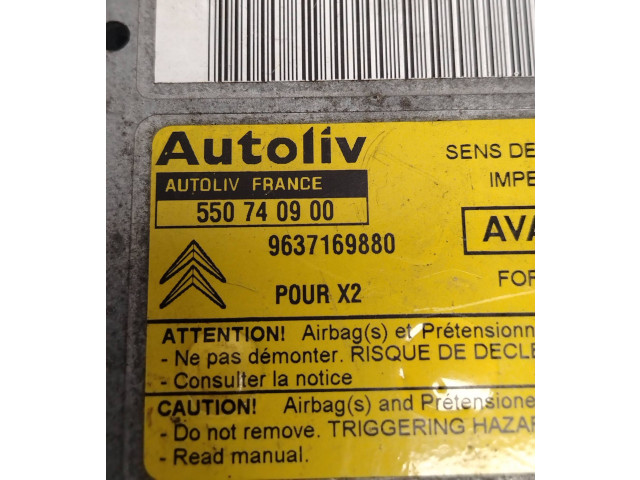 Autoliv
AUTOLIV FRANCE
550 74 09 00
9637169880
POUR X2
SENS DE
IMPE
AVA
FOR
ATTENTION! Airbag(s) et Prétensionn
- Ne pas démonter. RISQUE DE DECLE
- Consulter la notice
CAUTION! Airbag(s) and Prétensione
- Do not remove. TRIGGERING HAZAR
- Read manual.